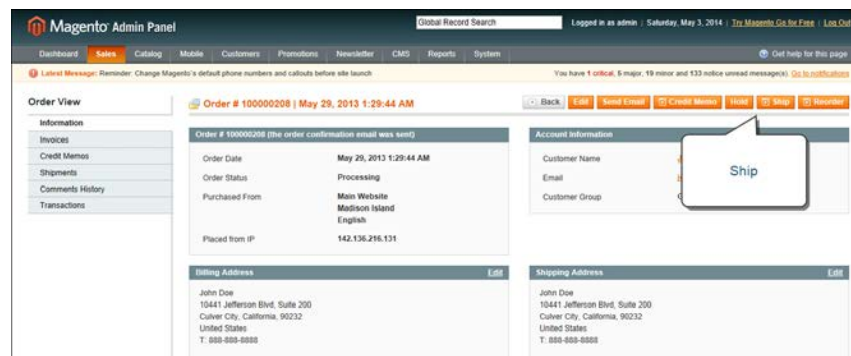 Magento Admin Panel
Global Record Search
Logged in as admin | Saturday, May 3, 2014 | Try Magento Go for Free | Log Out
Dashboard Sales Catalog Mobile Customers Promotions Newsletter CMS Reports System
Get help for this page
Latest Message: Reminder: Change Magento's default phone numbers and callouts before site launch
You have 1 critical, 5 major, 19 minor and 133 notice unread message(s). Go to notifications
Order View
Information
Invoices
Credit Memos
Shipments
Comments History
Transactions
Order # 100000208 | May 29, 2013 1:29:44 AM
Back Edit Send Email Credit Memo Hold Ship Reorder
Order # 100000208 (the order confirmation email was sent)
Order Date May 29, 2013 1:29:44 AM
Order Status Processing
Purchased From Main Website
Madison Island
English
Placed from IP 142.136.216.131
Account Information
Customer Name
Email
Customer Group
Ship
Billing Address Edit
John Doe
10441 Jefferson Blvd, Suite 200
Culver City, California, 90232
United States
T: 888-888-8888
Shipping Address Edit
John Doe
10441 Jefferson Blvd, Suite 200
Culver City, California, 90232
United States
T: 888-888-8888